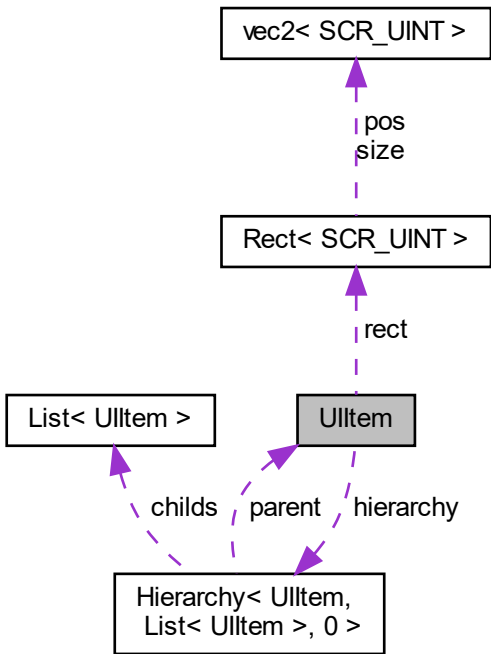 vec2< SCR_UINT >
pos
size
Rect< SCR_UINT >
rect
List< UIItem >
UIItem
childs
parent
hierarchy
Hierarchy< UIItem,
List< UIItem >, 0 >